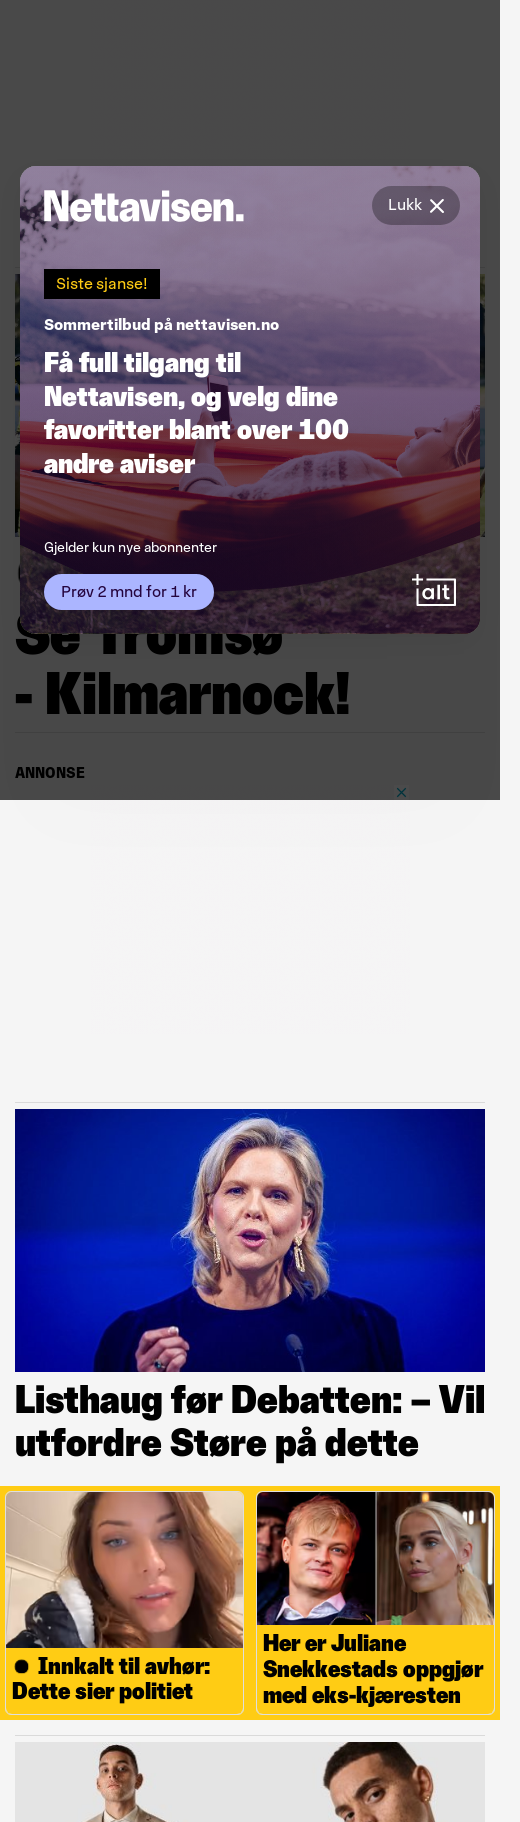 Nettavisen.
Lukk
Siste sjanse!
Sommertilbud på nettavisen.no
Få full tilgang til
Nettavisen, og velg dine
favoritter blant over 100
andre aviser
Gjelder kun nye abonnenter
Prøv 2 mnd for 1 kr
+alt
Se Tromsø
- Kilmarnock!
ANNONSE
Listhaug før Debatten: – Vil
utfordre Støre på dette
Innkalt til avhør:
Dette sier politiet
Her er Juliane
Snekkestads oppgjør
med eks-kjæresten